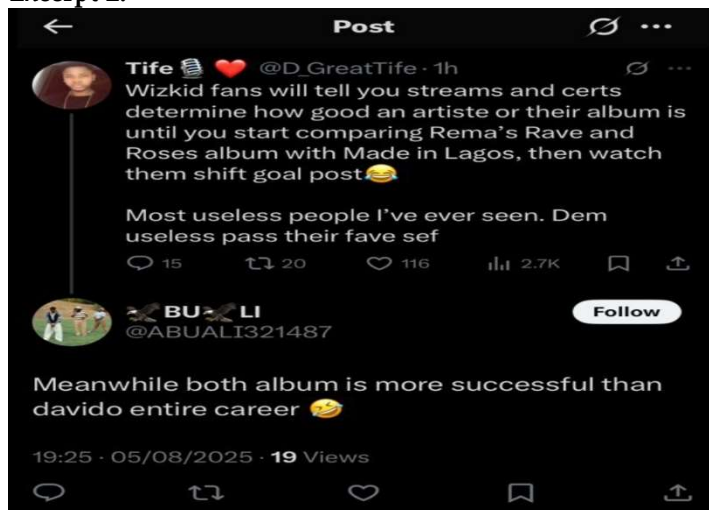 Post
Tife 🎙️ ❤️ @D_GreatTife · 1h
Wizkid fans will tell you streams and certs
determine how good an artiste or their album is
until you start comparing Rema's Rave and
Roses album with Made in Lagos, then watch
them shift goal post😂
Most useless people I've ever seen. Dem
useless pass their fave sef
15 20 116 2.7K
🦅BU🦅LI
Follow
@ABUALI321487
Meanwhile both album is more successful than
davido entire career 🤣
19:25 · 05/08/2025 · 19 Views